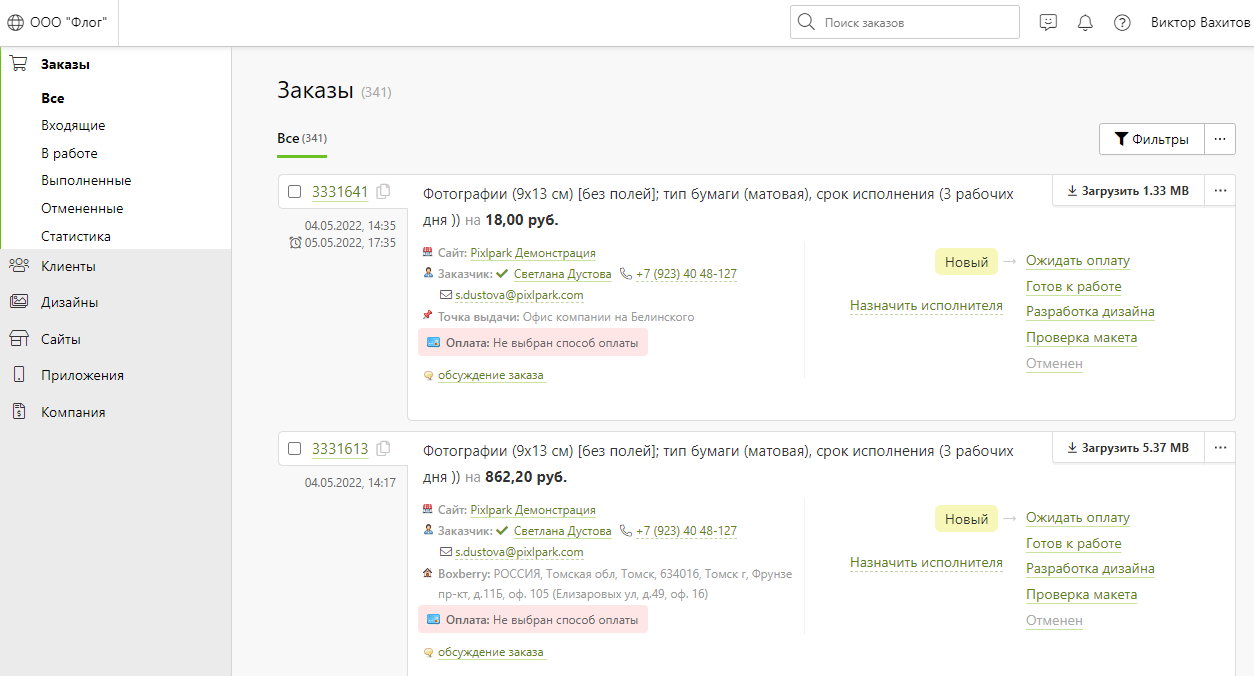 ООО "Флог"
Поиск заказов
Виктор Вахитов
Заказы
Все
Входящие
В работе
Выполненные
Отмененные
Статистика
Клиенты
Дизайны
Сайты
Приложения
Компания
Заказы (341)
Все (341)
Фильтры
3331641
04.05.2022, 14:35
05.05.2022, 17:35
Фотографии (9x13 см) [без полей]; тип бумаги (матовая), срок исполнения (3 рабочих
дня )) на 18,00 руб.
Загрузить 1.33 MB
Сайт: Pixlpark Демонстрация
Заказчик: Светлана Дустова +7 (923) 40 48-127
s.dustova@pixlpark.com
Точка выдачи: Офис компании на Белинского
Оплата: Не выбран способ оплаты
обсуждение заказа
Назначить исполнителя
Новый → Ожидать оплату
Готов к работе
Разработка дизайна
Проверка макета
Отменен
3331613
04.05.2022, 14:17
Фотографии (9x13 см) [без полей]; тип бумаги (матовая), срок исполнения (3 рабочих
дня )) на 862,20 руб.
Загрузить 5.37 MB
Сайт: Pixlpark Демонстрация
Заказчик: Светлана Дустова +7 (923) 40 48-127
s.dustova@pixlpark.com
Boxberry: РОССИЯ, Томская обл, Томск, 634016, Томск г, Фрунзе
пр-кт, д.11Б, оф. 105 (Елизаровых ул, д.49, оф. 16)
Оплата: Не выбран способ оплаты
обсуждение заказа
Назначить исполнителя
Новый → Ожидать оплату
Готов к работе
Разработка дизайна
Проверка макета
Отменен